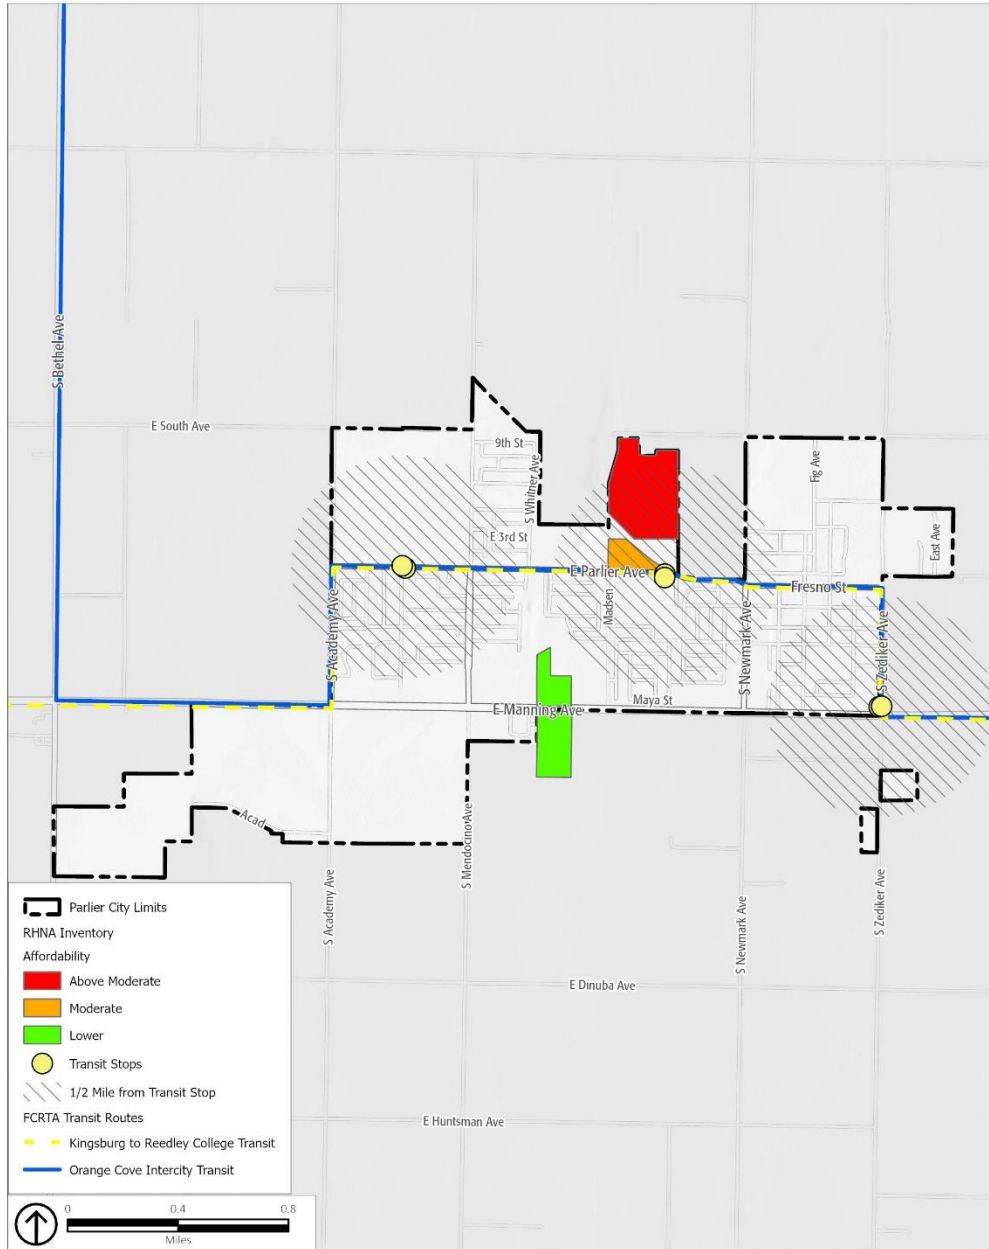 S Bethel Ave
E South Ave
9th St
S Whitner Ave
Fig Ave
E 3rd St
East Ave
E Parlier Ave
Fresno St
S Academy Ave
Madsen
S Newmark Ave
S Zediker Ave
Maya St
E Manning Ave
Acad
S Mendocino Ave
S Academy Ave
S Newmark Ave
S Zediker Ave
E Dinuba Ave
E Huntsman Ave
Parlier City Limits
RHNA Inventory
Affordability
Above Moderate
Moderate
Lower
Transit Stops
1/2 Mile from Transit Stop
FCRTA Transit Routes
Kingsburg to Reedley College Transit
Orange Cove Intercity Transit
0 0.4 0.8
Miles